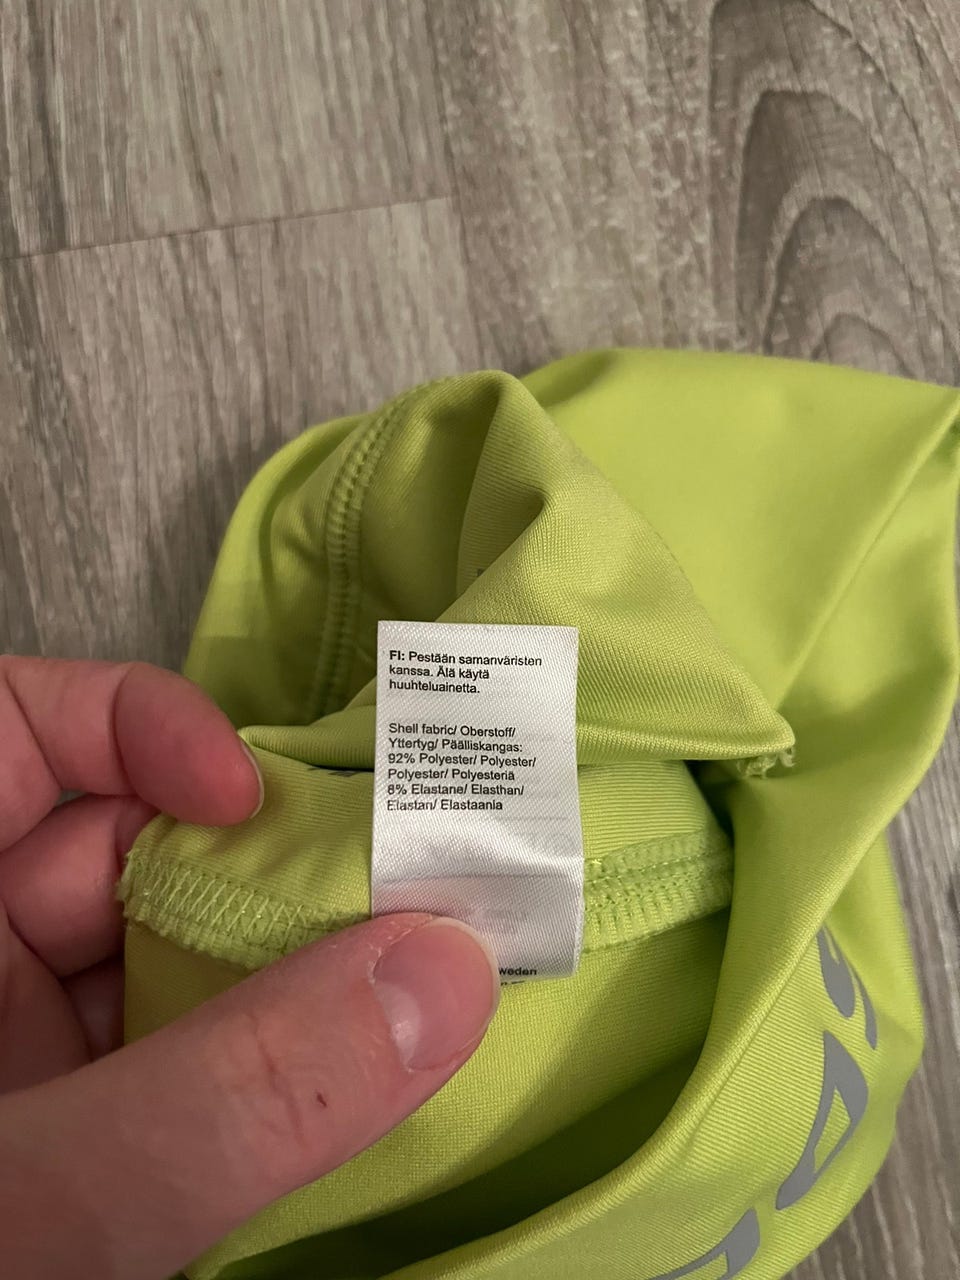 FI: Pestään samanväristen
kanssa. Älä käytä
huuhteluainetta.
Shell fabric/ Oberstoff/
Yttertyg/ Päälliskangas:
92% Polyester/ Polyester/
Polyester/ Polyesteriä
8% Elastane/ Elasthan/
Elastan/ Elastaania
weden